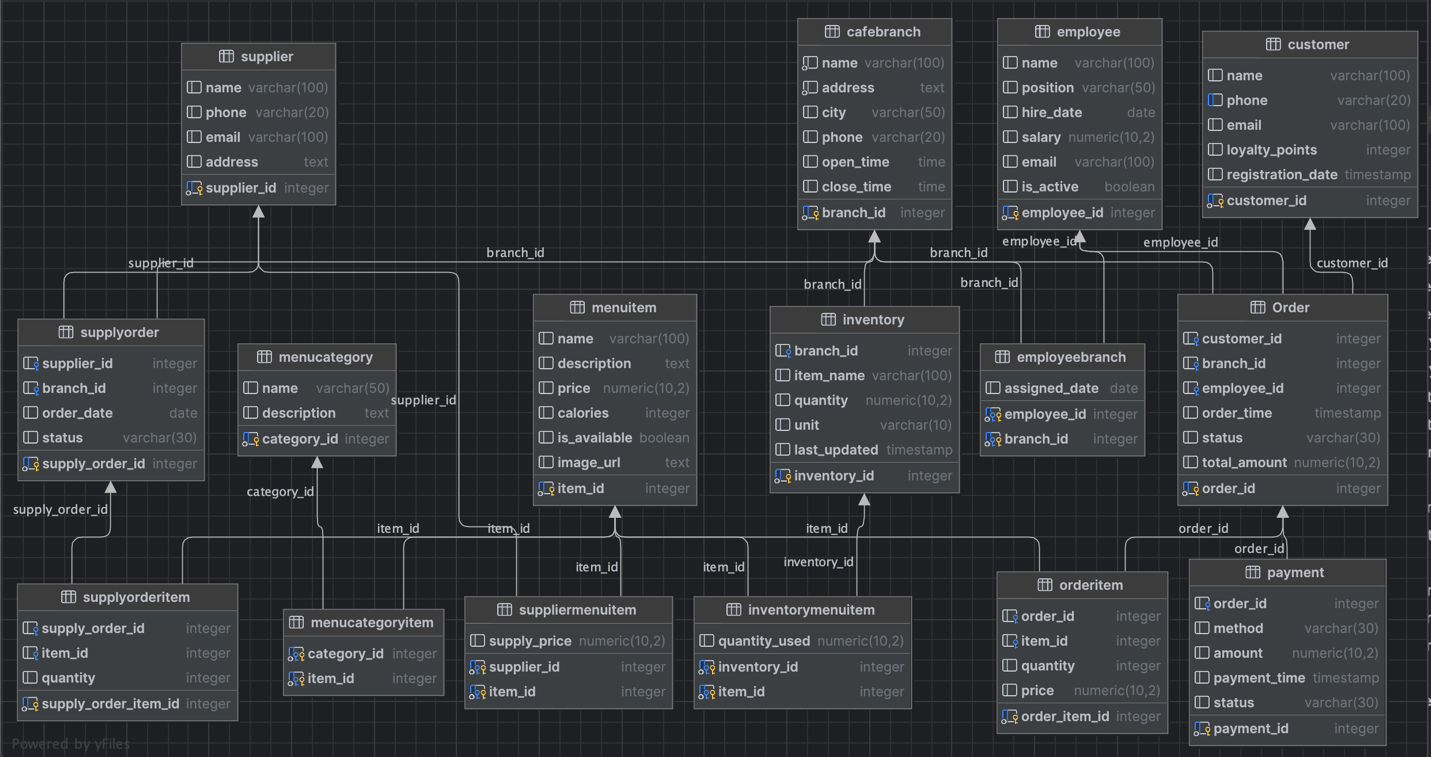 supplier
name varchar(100)
phone varchar(20)
email varchar(100)
address text
supplier_id integer
cafebranch
name varchar(100)
address text
city varchar(50)
phone varchar(20)
open_time time
close_time time
branch_id integer
employee
name varchar(100)
position varchar(50)
hire_date date
salary numeric(10,2)
email varchar(100)
is_active boolean
employee_id integer
customer
name varchar(100)
phone varchar(20)
email varchar(100)
loyalty_points integer
registration_date timestamp
customer_id integer
supplier_id
branch_id
branch_id
employee_id
employee_id
customer_id
branch_id
branch_id
supplyorder
supplier_id integer
branch_id integer
order_date date
status varchar(30)
supply_order_id integer
menucategory
name varchar(50)
description text
category_id integer
supplier_id
menuitem
name varchar(100)
description text
price numeric(10,2)
calories integer
is_available boolean
image_url text
item_id integer
inventory
branch_id integer
item_name varchar(100)
quantity numeric(10,2)
unit varchar(10)
last_updated timestamp
inventory_id integer
employeebranch
assigned_date date
employee_id integer
branch_id integer
Order
customer_id integer
branch_id integer
employee_id integer
order_time timestamp
status varchar(30)
total_amount numeric(10,2)
order_id integer
supply_order_id
category_id
item_id
item_id
item_id
item_id
item_id
inventory_id
order_id
order_id
supplyorderitem
supply_order_id integer
item_id integer
quantity integer
supply_order_item_id integer
menucategoryitem
category_id integer
item_id integer
suppliermenuitem
supply_price numeric(10,2)
supplier_id integer
item_id integer
inventorymenuitem
quantity_used numeric(10,2)
inventory_id integer
item_id integer
orderitem
order_id integer
item_id integer
quantity integer
price numeric(10,2)
order_item_id integer
payment
order_id integer
method varchar(30)
amount numeric(10,2)
payment_time timestamp
status varchar(30)
payment_id integer
Powered by yFiles